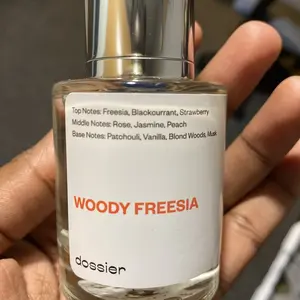 Top Notes: Freesia, Blackcurrant, Strawberry
Middle Notes: Rose, Jasmine, Peach
Base Notes: Patchouli, Vanilla, Blond Woods, Musk
WOODY FREESIA
dossier